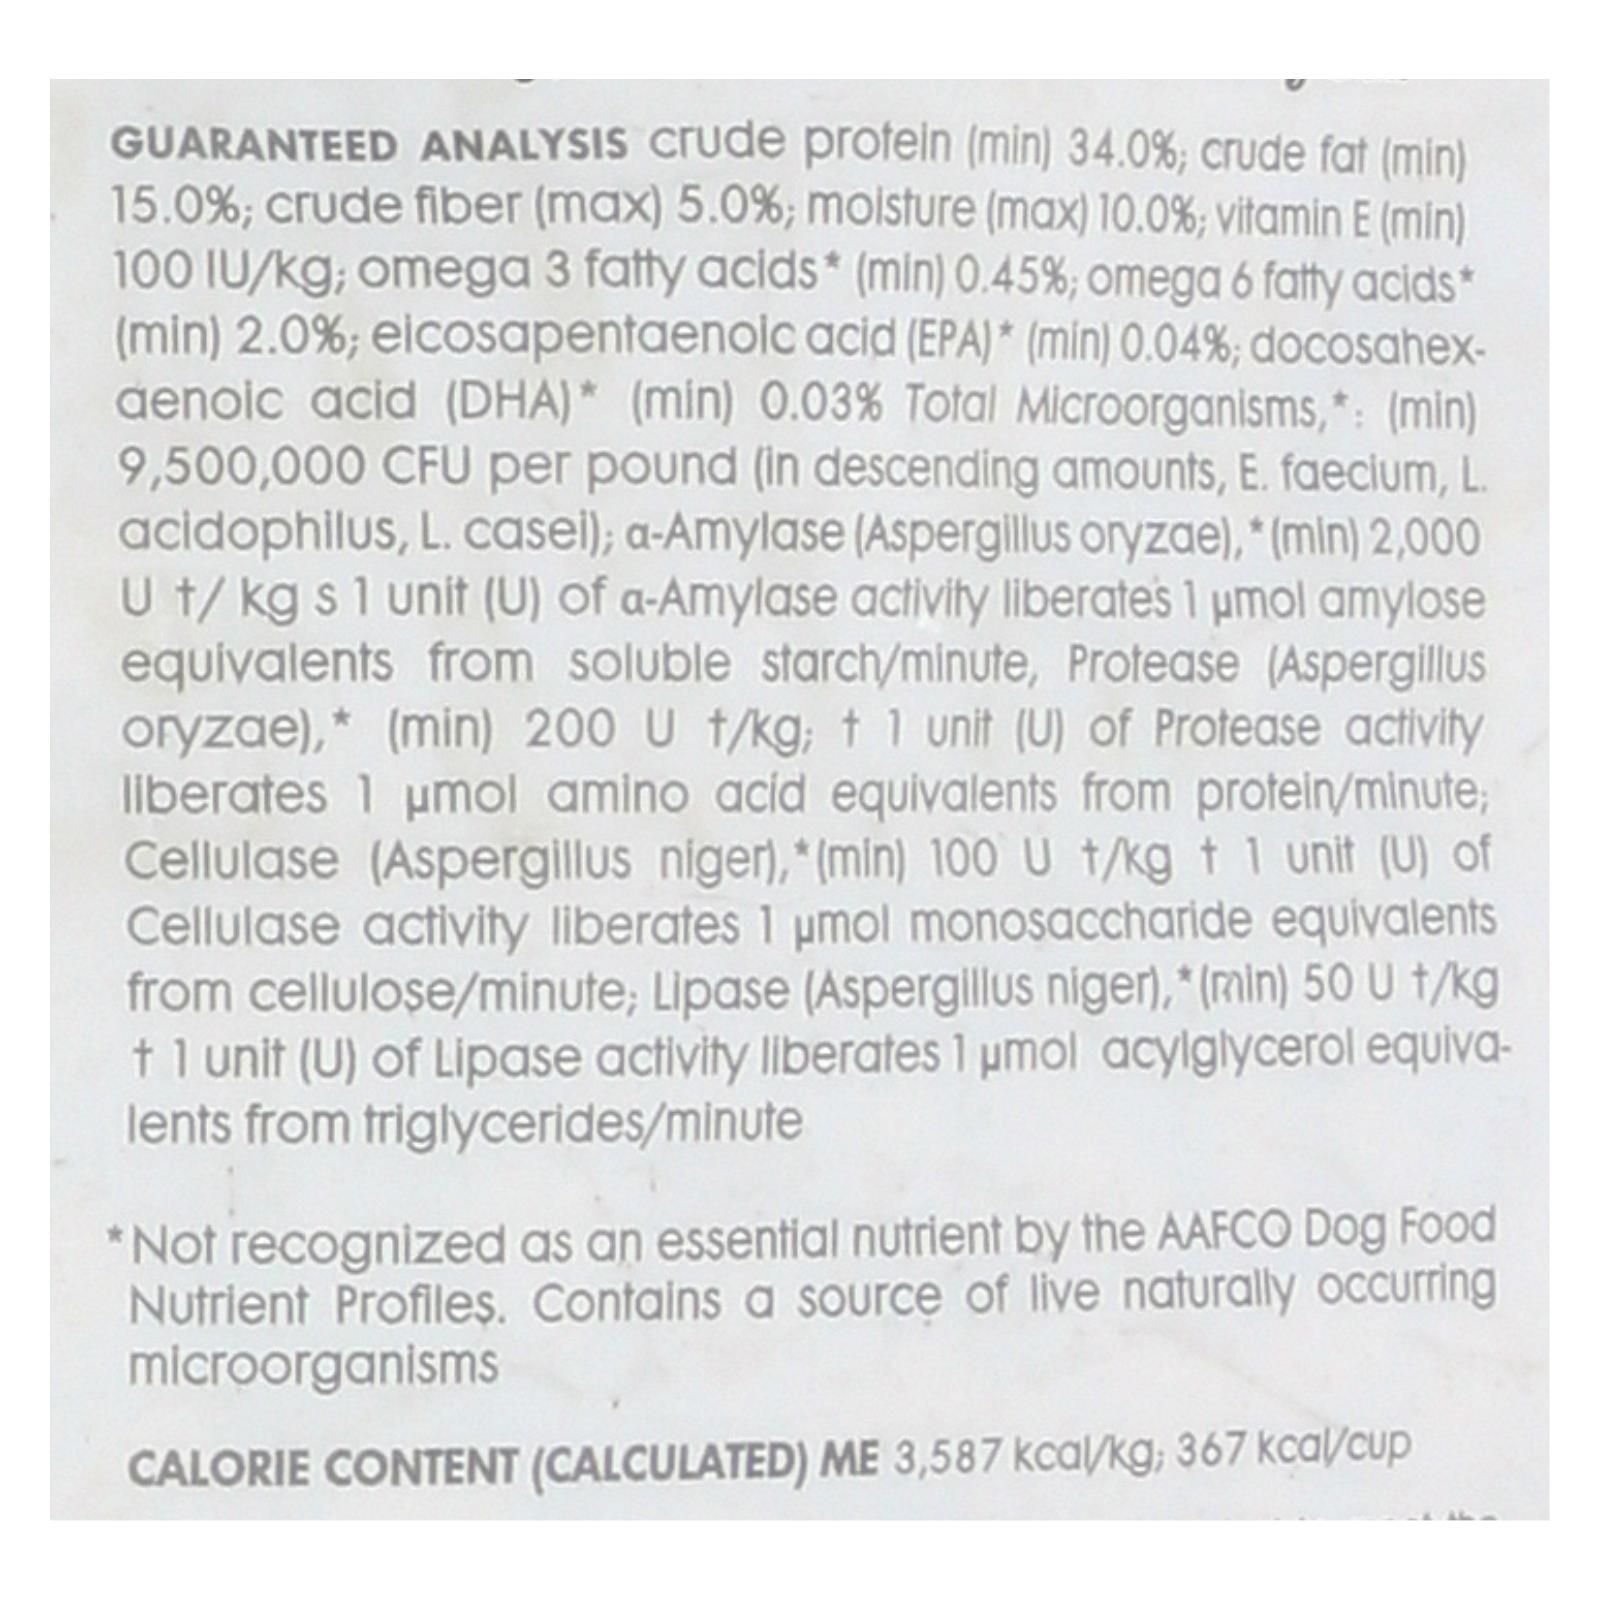 GUARANTEED ANALYSIS crude protein (min) 34.0%; crude fat (min)
15.0%; crude fiber (max) 5.0%; moisture (max) 10.0%; vitamin E (min)
100 IU/kg; omega 3 fatty acids* (min) 0.45%; omega 6 fatty acids*
(min) 2.0%; eicosapentaenoic acid (EPA)* (min) 0.04%; docosahex-
aenoic acid (DHA)* (min) 0.03% Total Microorganisms,*: (min)
9,500,000 CFU per pound (in descending amounts, E. faecium, L.
acidophilus, L. casei); α-Amylase (Aspergillus oryzae),*(min) 2,000
U †/ kg s 1 unit (U) of α-Amylase activity liberates 1 µmol amylose
equivalents from soluble starch/minute, Protease (Aspergillus
oryzae),* (min) 200 U †/kg; † 1 unit (U) of Protease activity
liberates 1 µmol amino acid equivalents from protein/minute;
Cellulase (Aspergillus niger),*(min) 100 U †/kg † 1 unit (U) of
Cellulase activity liberates 1 µmol monosaccharide equivalents
from cellulose/minute; Lipase (Aspergillus niger),*(min) 50 U †/kg
† 1 unit (U) of Lipase activity liberates 1 µmol acylglycerol equiva-
lents from triglycerides/minute
*Not recognized as an essential nutrient by the AAFCO Dog Food
Nutrient Profiles. Contains a source of live naturally occurring
microorganisms
CALORIE CONTENT (CALCULATED) ME 3,587 kcal/kg; 367 kcal/cup